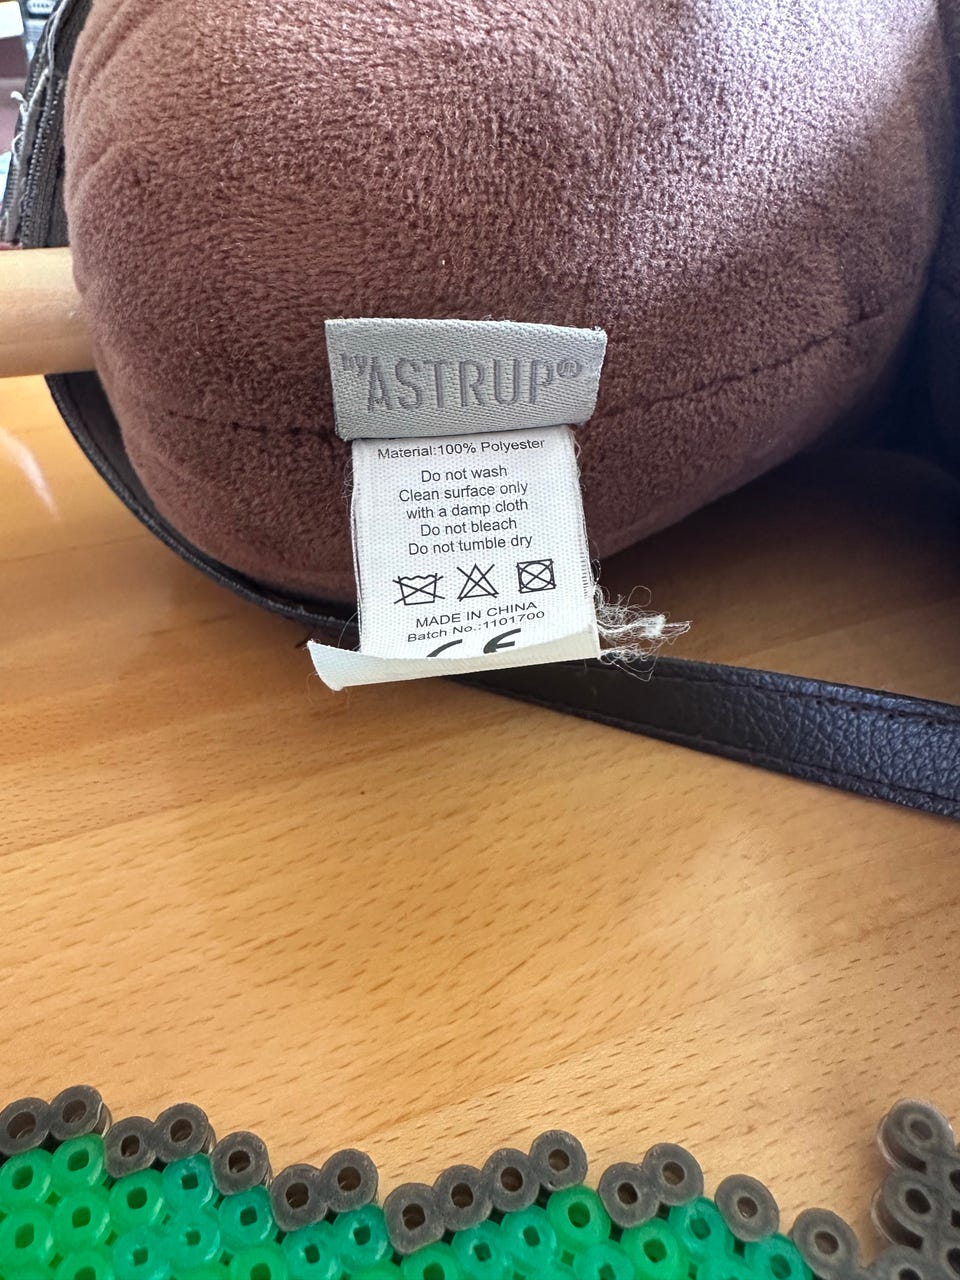 by ASTRUP®
Material:100% Polyester
Do not wash
Clean surface only
with a damp cloth
Do not bleach
Do not tumble dry
MADE IN CHINA
Batch No.:1101700
CE